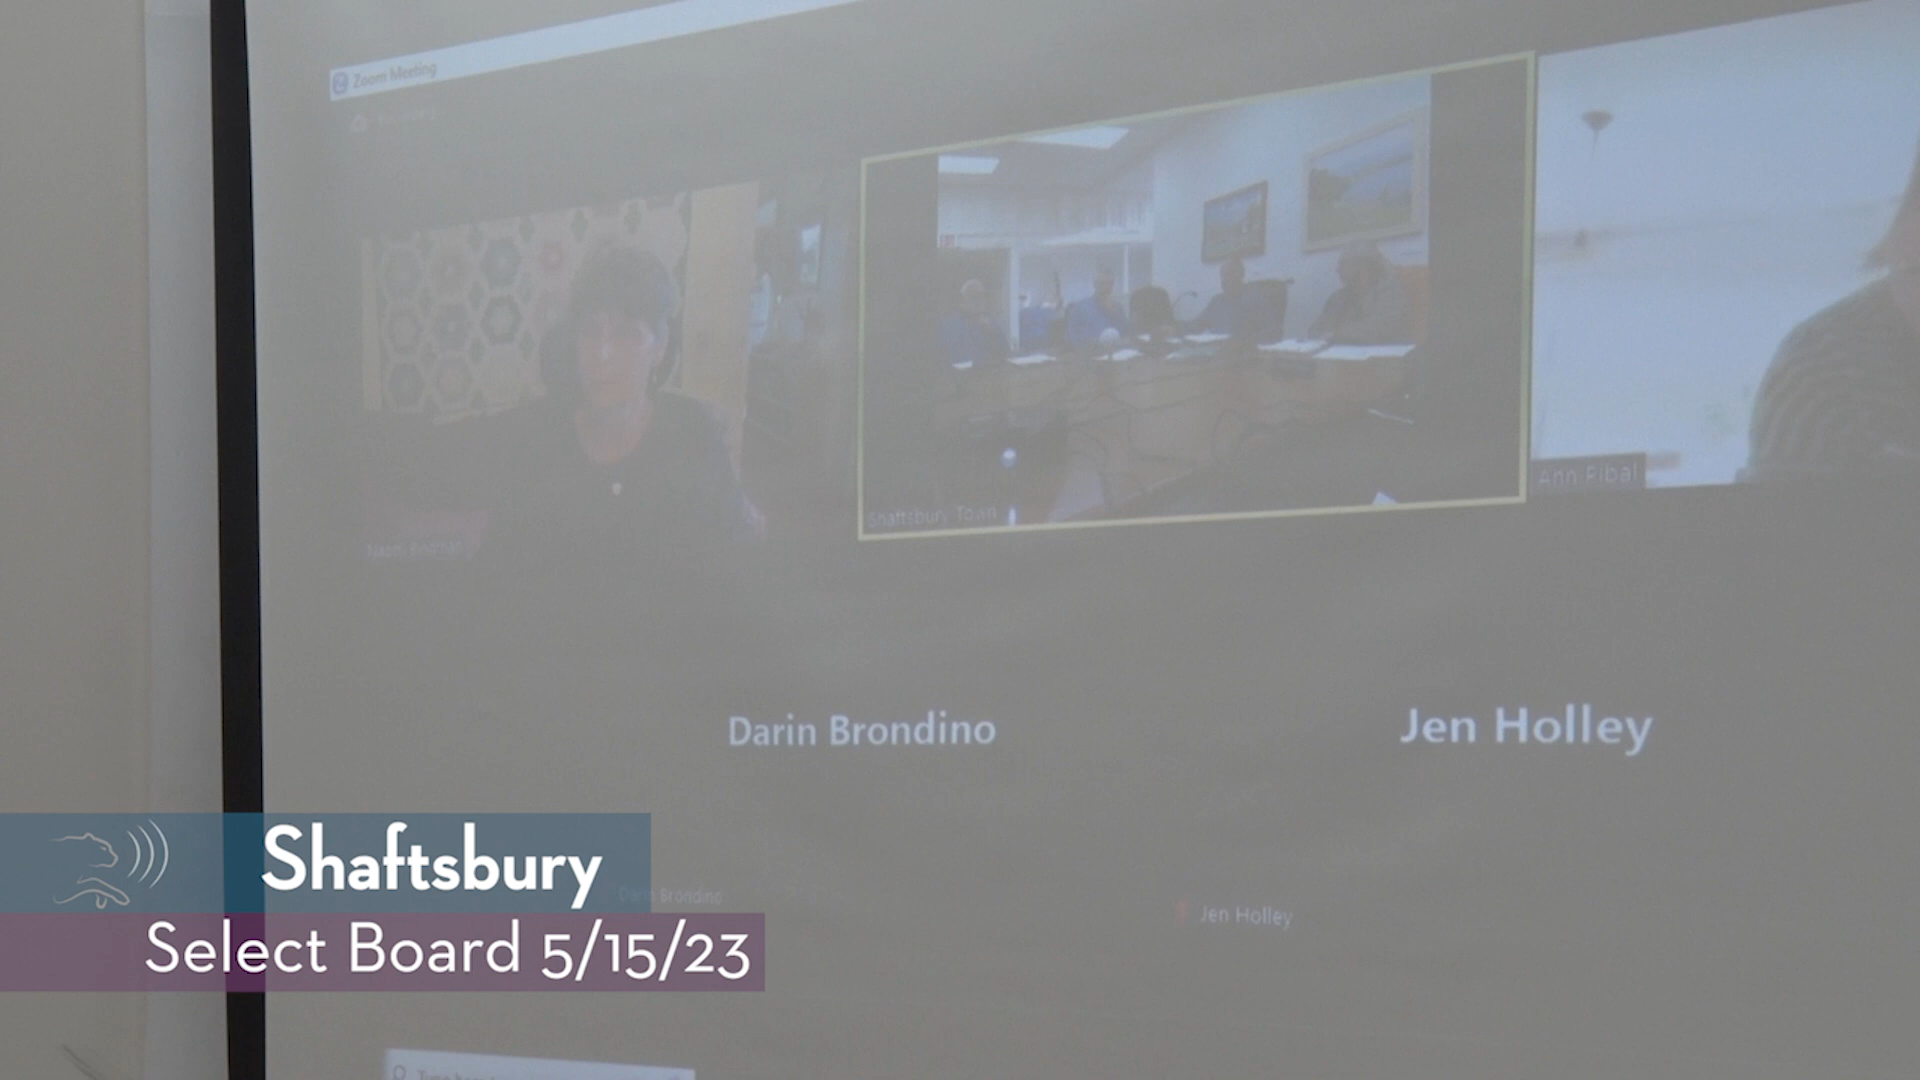 Zoom Meeting
Shaftsbury Town
Ann Ribal
Darin Brondino
Jen Holley
Darin Brondino
Jen Holley
Shaftsbury
Select Board 5/15/23